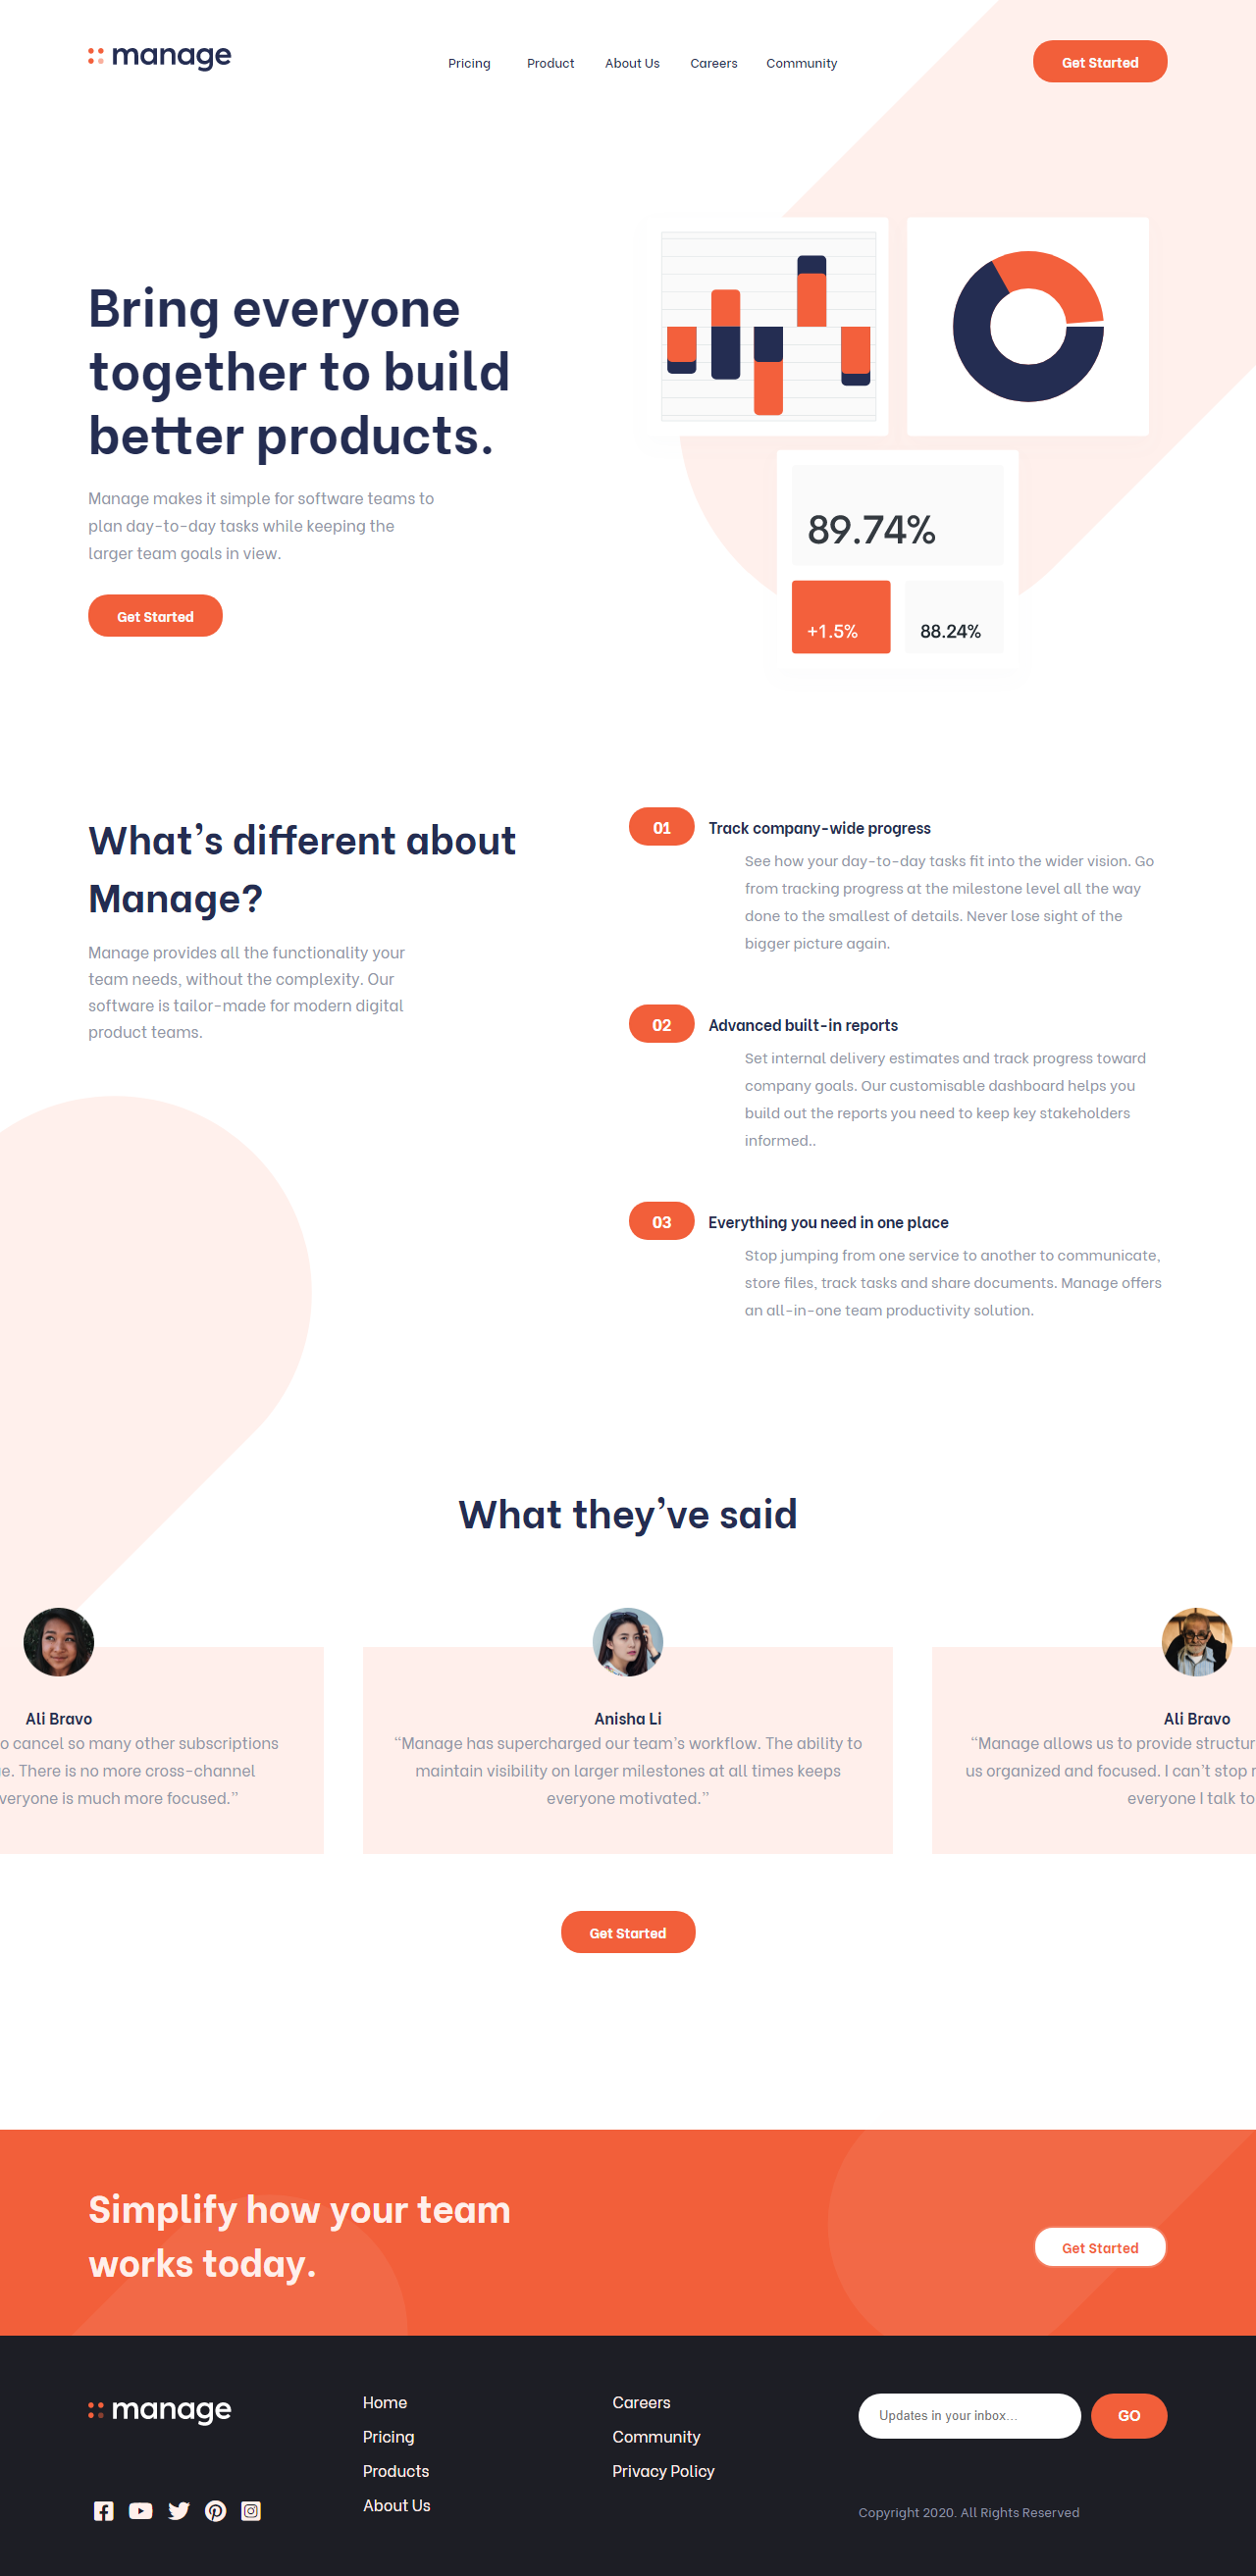 manage
Pricing Product About Us Careers Community
Get Started
Bring everyone
together to build
better products.
Manage makes it simple for software teams to
plan day-to-day tasks while keeping the
larger team goals in view.
Get Started
89.74%
+1.5%
88.24%
What's different about
Manage?
Manage provides all the functionality your
team needs, without the complexity. Our
software is tailor-made for modern digital
product teams.
01 Track company-wide progress
See how your day-to-day tasks fit into the wider vision. Go
from tracking progress at the milestone level all the way
done to the smallest of details. Never lose sight of the
bigger picture again.
02 Advanced built-in reports
Set internal delivery estimates and track progress toward
company goals. Our customisable dashboard helps you
build out the reports you need to keep key stakeholders
informed..
03 Everything you need in one place
Stop jumping from one service to another to communicate,
store files, track tasks and share documents. Manage offers
an all-in-one team productivity solution.
What they've said
Ali Bravo
o cancel so many other subscriptions
e. There is no more cross-channel
veryone is much more focused.”
Anisha Li
“Manage has supercharged our team's workflow. The ability to
maintain visibility on larger milestones at all times keeps
everyone motivated.”
Ali Bravo
“Manage allows us to provide structur
us organized and focused. I can't stop
everyone I talk to
Get Started
Simplify how your team
works today.
Get Started
manage
Home
Pricing
Products
About Us
Careers
Community
Privacy Policy
Updates in your inbox...
GO
Copyright 2020. All Rights Reserved